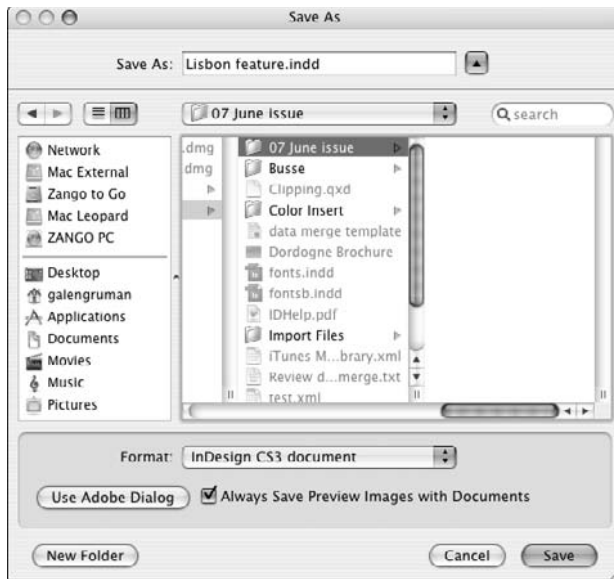 Save As
Save As: Lisbon feature.indd
07 June issue
search
Network
Mac External
Zango to Go
Mac Leopard
ZANGO PC
Desktop
galengruman
Applications
Documents
Movies
Music
Pictures
.dmg
dmg
07 June issue
Busse
Clipping.qxd
Color Insert
data merge template
Dordogne Brochure
fonts.indd
fontsb.indd
IDHelp.pdf
Import Files
iTunes M...brary.xml
Review d...merge.txt
test.xml
Format: InDesign CS3 document
Use Adobe Dialog
Always Save Preview Images with Documents
New Folder
Cancel
Save